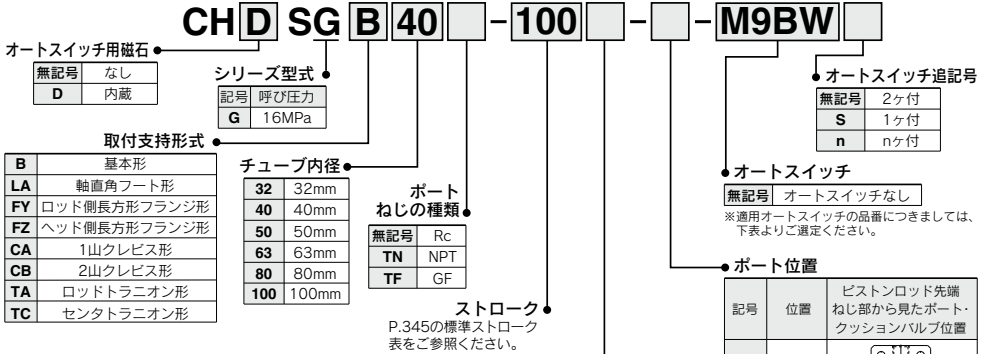 CHD SG B 40 -100 - - M9BW
オートスイッチ用磁石
無記号 なし
D 内蔵
シリーズ型式
記号 呼び圧力
G 16MPa
取付支持形式
B 基本形
LA 軸直角フート形
FY ロッド側長方形フランジ形
FZ ヘッド側長方形フランジ形
CA 1山クレビス形
CB 2山クレビス形
TA ロッドトラニオン形
TC センタトラニオン形
チューブ内径
32 32mm
40 40mm
50 50mm
63 63mm
80 80mm
100 100mm
ポート
ねじの種類
無記号 Rc
TN NPT
TF GF
ストローク
P.345の標準ストローク
表をご参照ください。
オートスイッチ追記号
無記号 2ヶ付
S 1ヶ付
n nヶ付
オートスイッチ
無記号 オートスイッチなし
※適用オートスイッチの品番につきましては、
下表よりご選定ください。
ポート位置
記号 位置 ピストンロッド先端
ねじ部から見たポート・
クッションバルブ位置